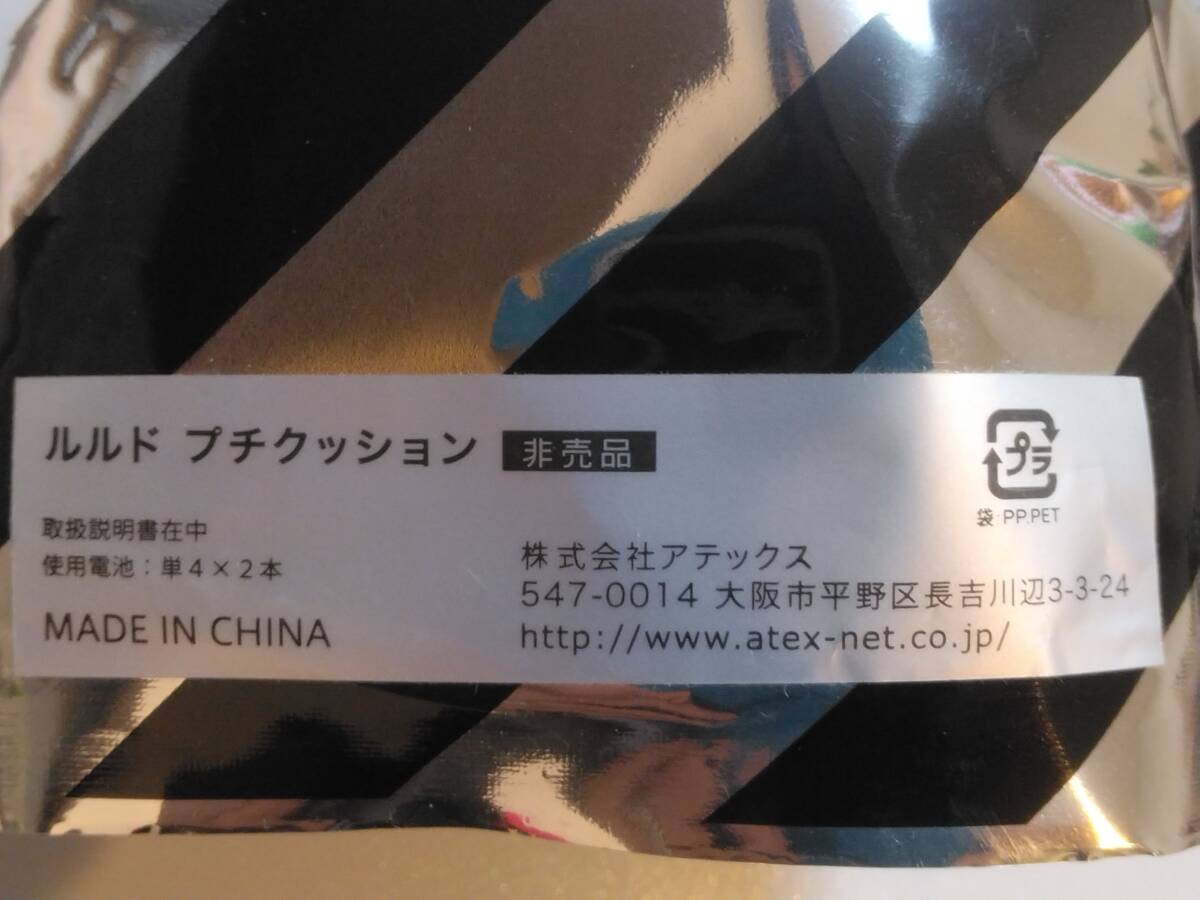 ルルド プチクッション 非売品
取扱説明書在中
使用電池：単4×2本
MADE IN CHINA
プラ
袋:PP.PET
株式会社アテックス
547-0014 大阪市平野区長吉川辺3-3-24
http://www.atex-net.co.jp/